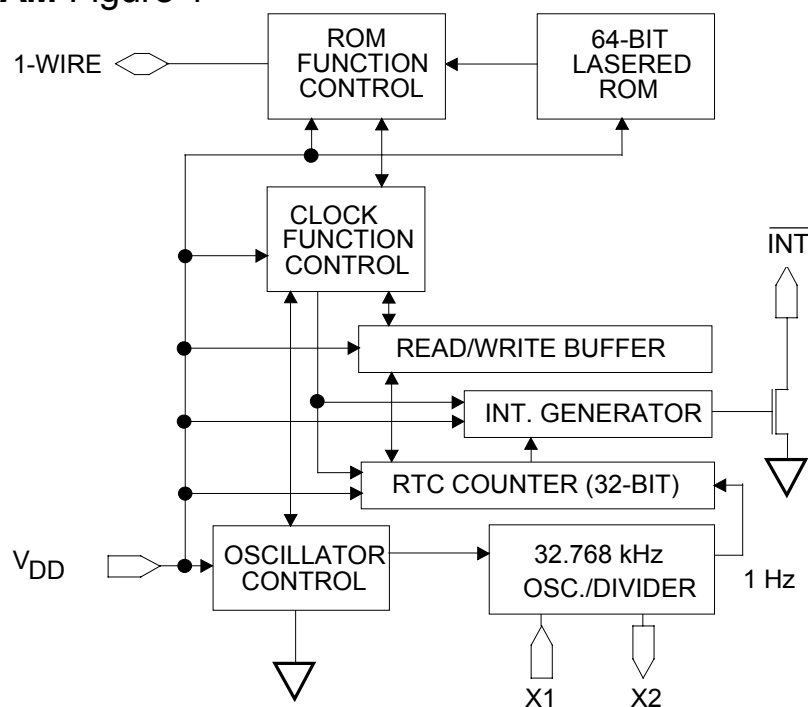 Figure 1
ROM
FUNCTION
CONTROL
64-BIT
LASERED
ROM
1-WIRE
CLOCK
FUNCTION
CONTROL
INT
READ/WRITE BUFFER
INT. GENERATOR
RTC COUNTER (32-BIT)
VDD
OSCILLATOR
CONTROL
32.768 kHz
OSC./DIVIDER
1 Hz
X1
X2